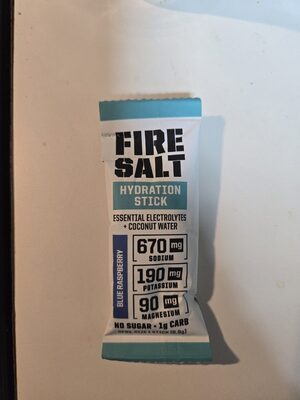 FIRE
SALT
HYDRATION
STICK
ESSENTIAL ELECTROLYTES
+ COCONUT WATER
BLUE RASPBERRY
670 mg
SODIUM
190 mg
POTASSIUM
90 mg
MAGNESIUM
NO SUGAR • 1g CARB